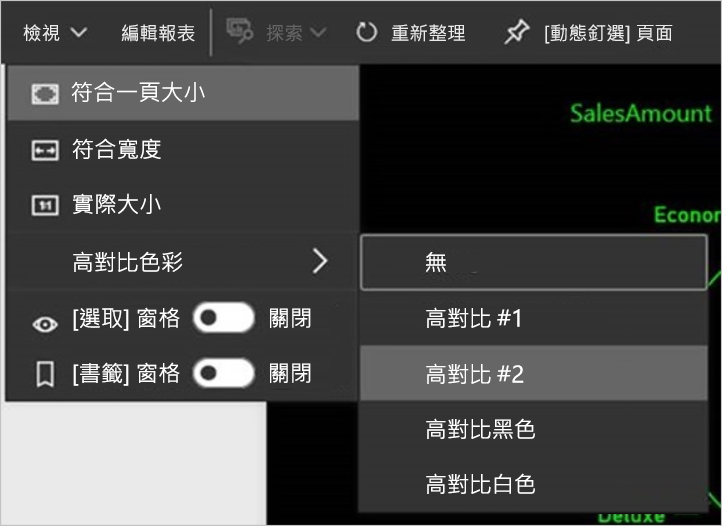 檢視 編輯報表 探索 重新整理 [動態釘選] 頁面
符合一頁大小
符合寬度
1:1 實際大小
高對比色彩
[選取] 窗格 關閉
[書籤] 窗格 關閉
無
高對比 #1
高對比 #2
高對比黑色
高對比白色
SalesAmount
Econor
Deluxe